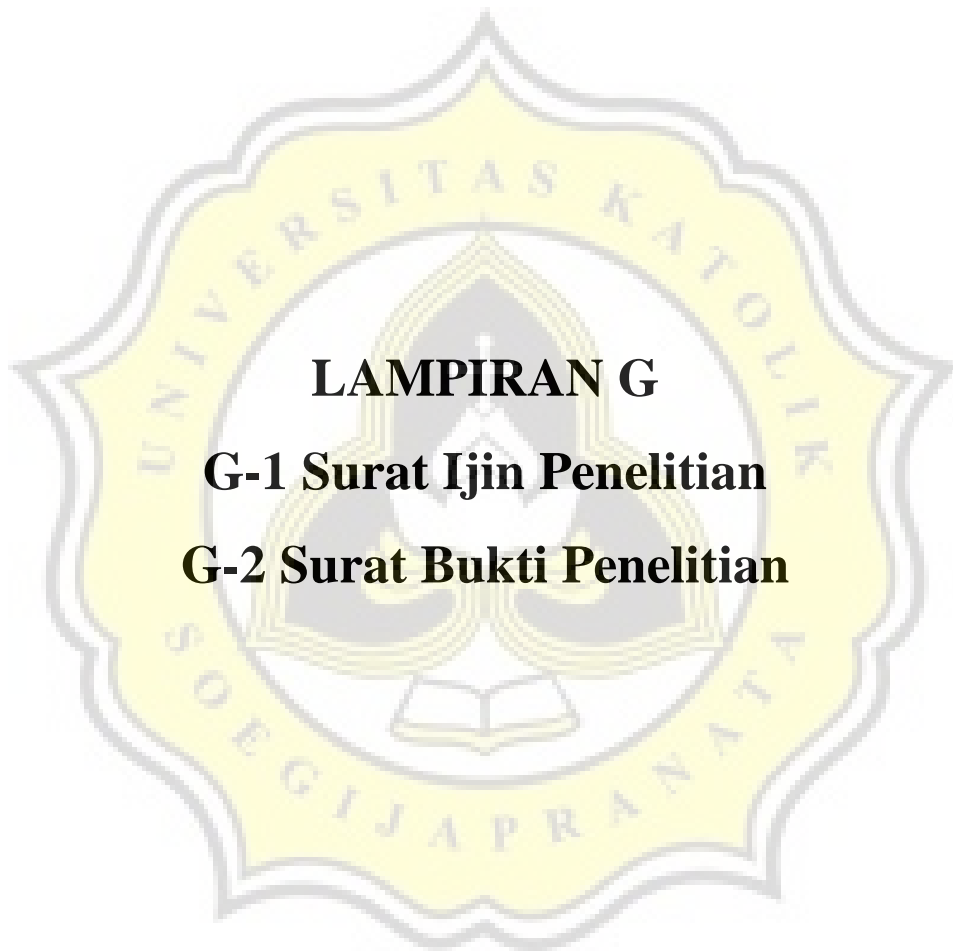 UNIVERSITAS KATOLIK
LAMPIRAN G
G-1 Surat Ijin Penelitian
G-2 Surat Bukti Penelitian
SOEGIJAPRANATA